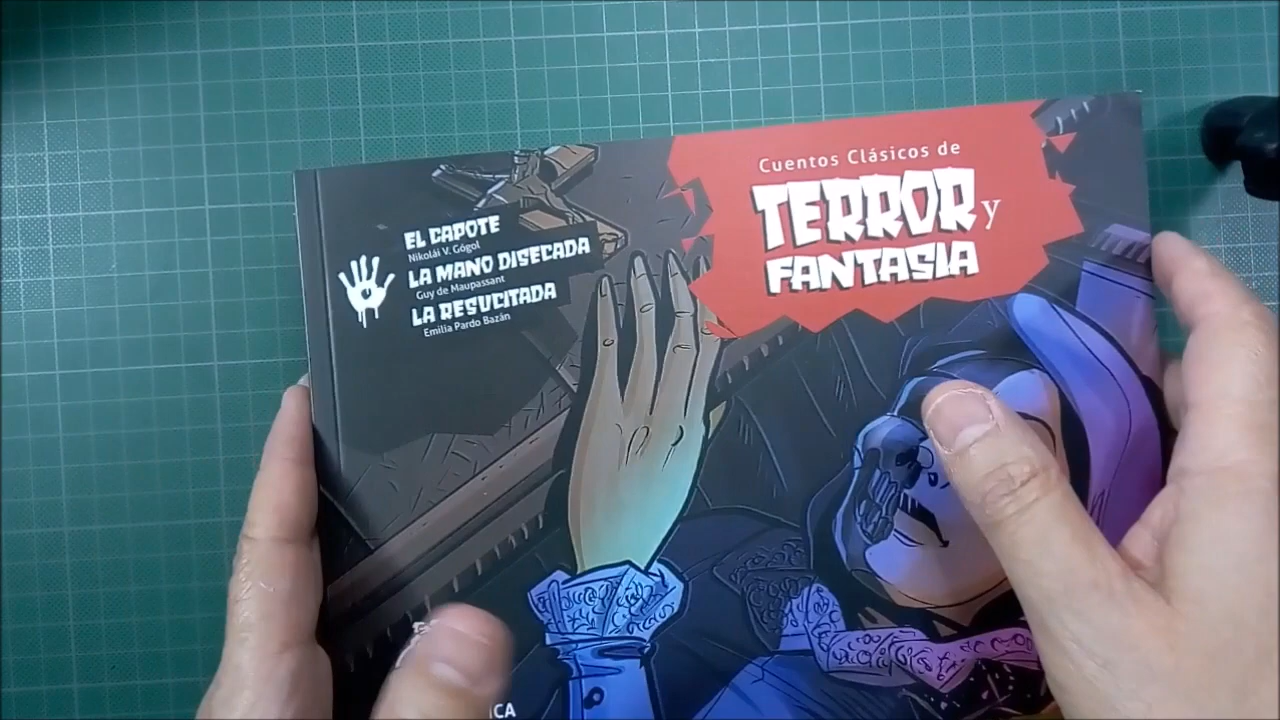 Cuentos Clásicos de
TERROR y
FANTASIA
EL CAPOTE
Nikolái V. Gógol
LA MANO DISECADA
Guy de Maupassant
LA RESUCITADA
Emilia Pardo Bazán